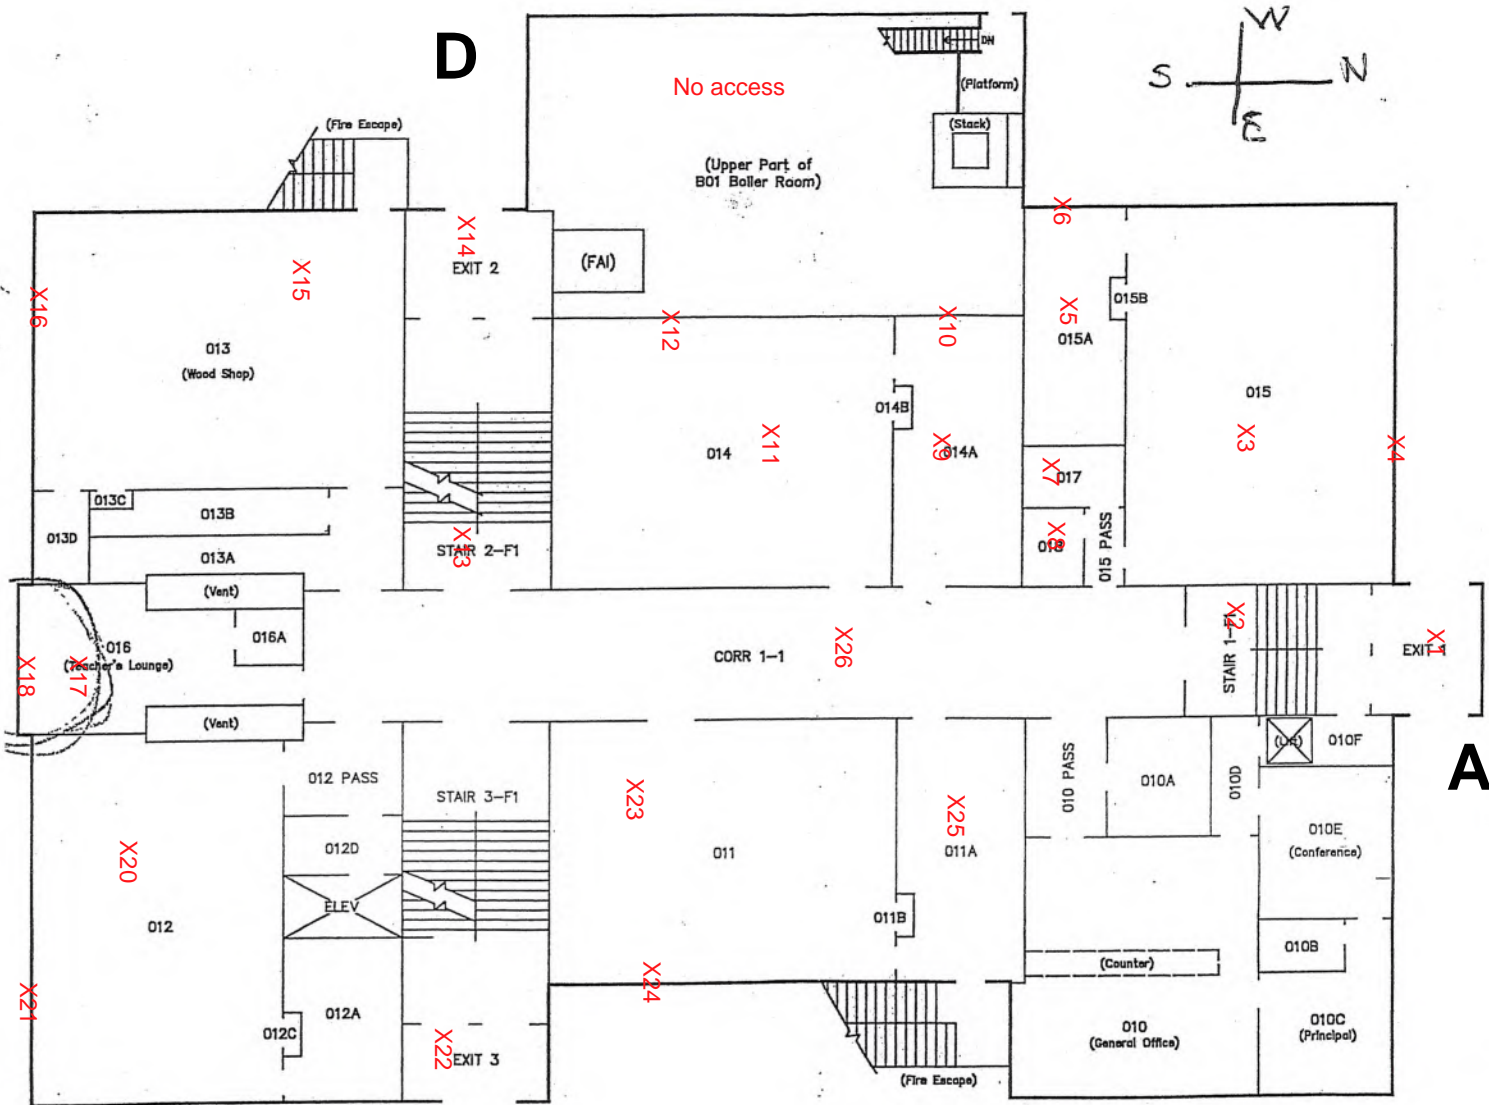 W
S
N
E
D
DN
(Platform)
No access
(Stack)
(Fire Escape)
(Upper Part of
B01 Boiler Room)
X6
X14
EXIT 2
(FAI)
X15
X16
X5
015B
X12
X10
015A
013
(Wood Shop)
015
014B
X11
X9
014
014A
X3
X4
X7
017
013C
013B
013D
X13
STAIR 2-F1
X8
018
015 PASS
013A
(Vent)
016A
016
(Teacher's Lounge)
X18
X17
CORR 1-1
X26
X2
STAIR 1-F1
EXIT 1
X1
(Vent)
(Lift)
010F
A
012 PASS
STAIR 3-F1
X23
X25
010 PASS
010A
010D
X20
012D
011
011A
010E
(Conference)
ELEV
012
011B
010B
(Counter)
X24
X21
012A
012C
X22
EXIT 3
010
(General Office)
010C
(Principal)
(Fire Escape)